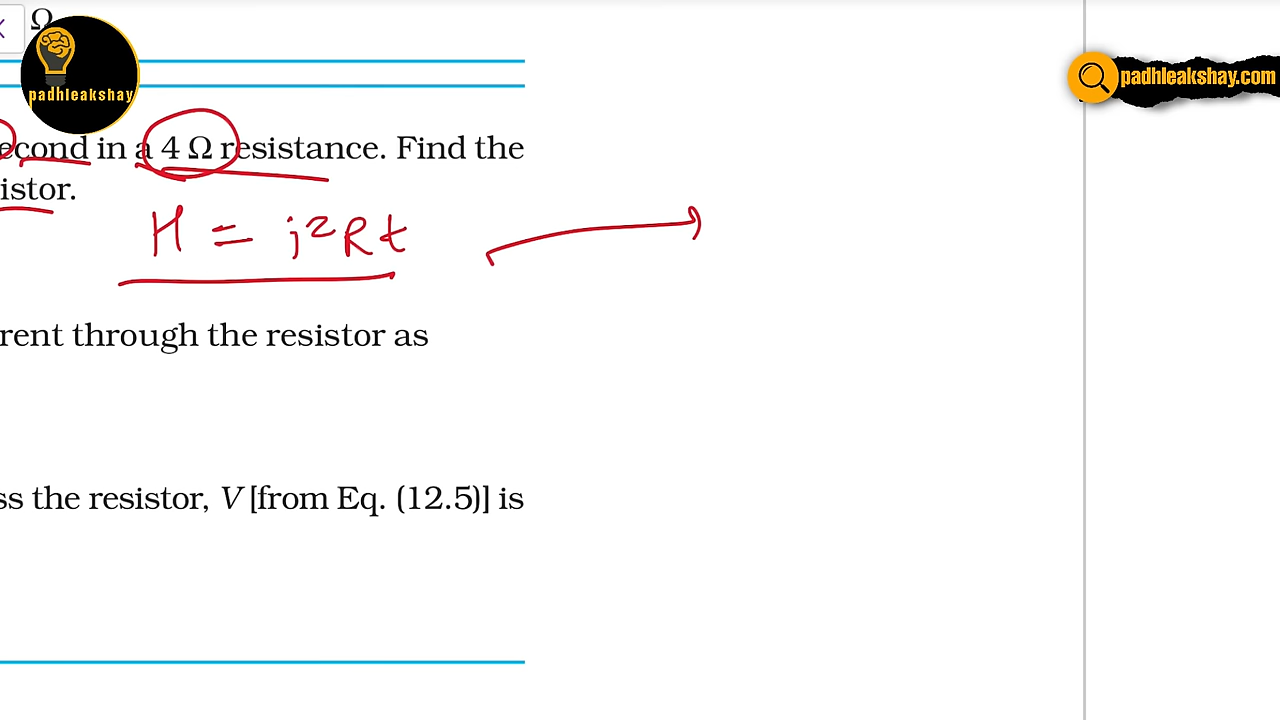 Ω
padhleakshay
padhleakshay.com
econd in a 4 Ω resistance. Find the
istor.
H = i²Rt
rent through the resistor as
ss the resistor, V [from Eq. (12.5)] is